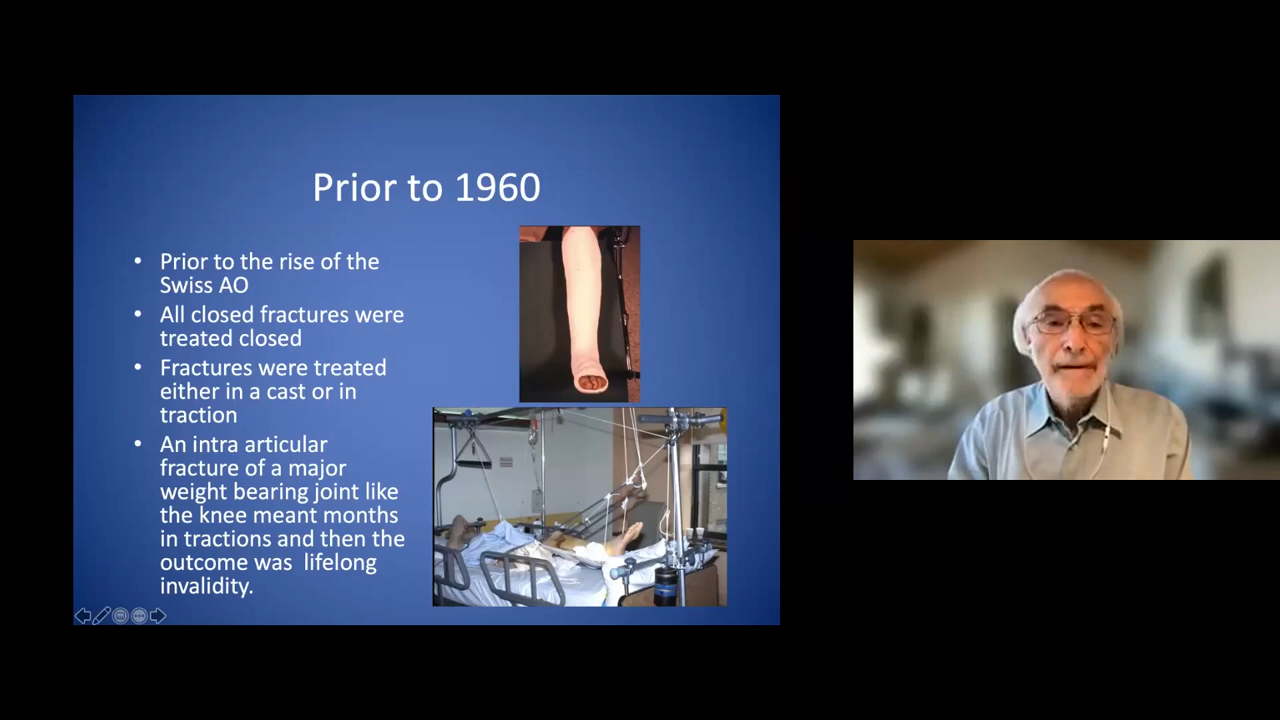 Prior to 1960
• Prior to the rise of the
Swiss AO
• All closed fractures were
treated closed
• Fractures were treated
either in a cast or in
traction
• An intra articular
fracture of a major
weight bearing joint like
the knee meant months
in tractions and then the
outcome was  lifelong
invalidity.